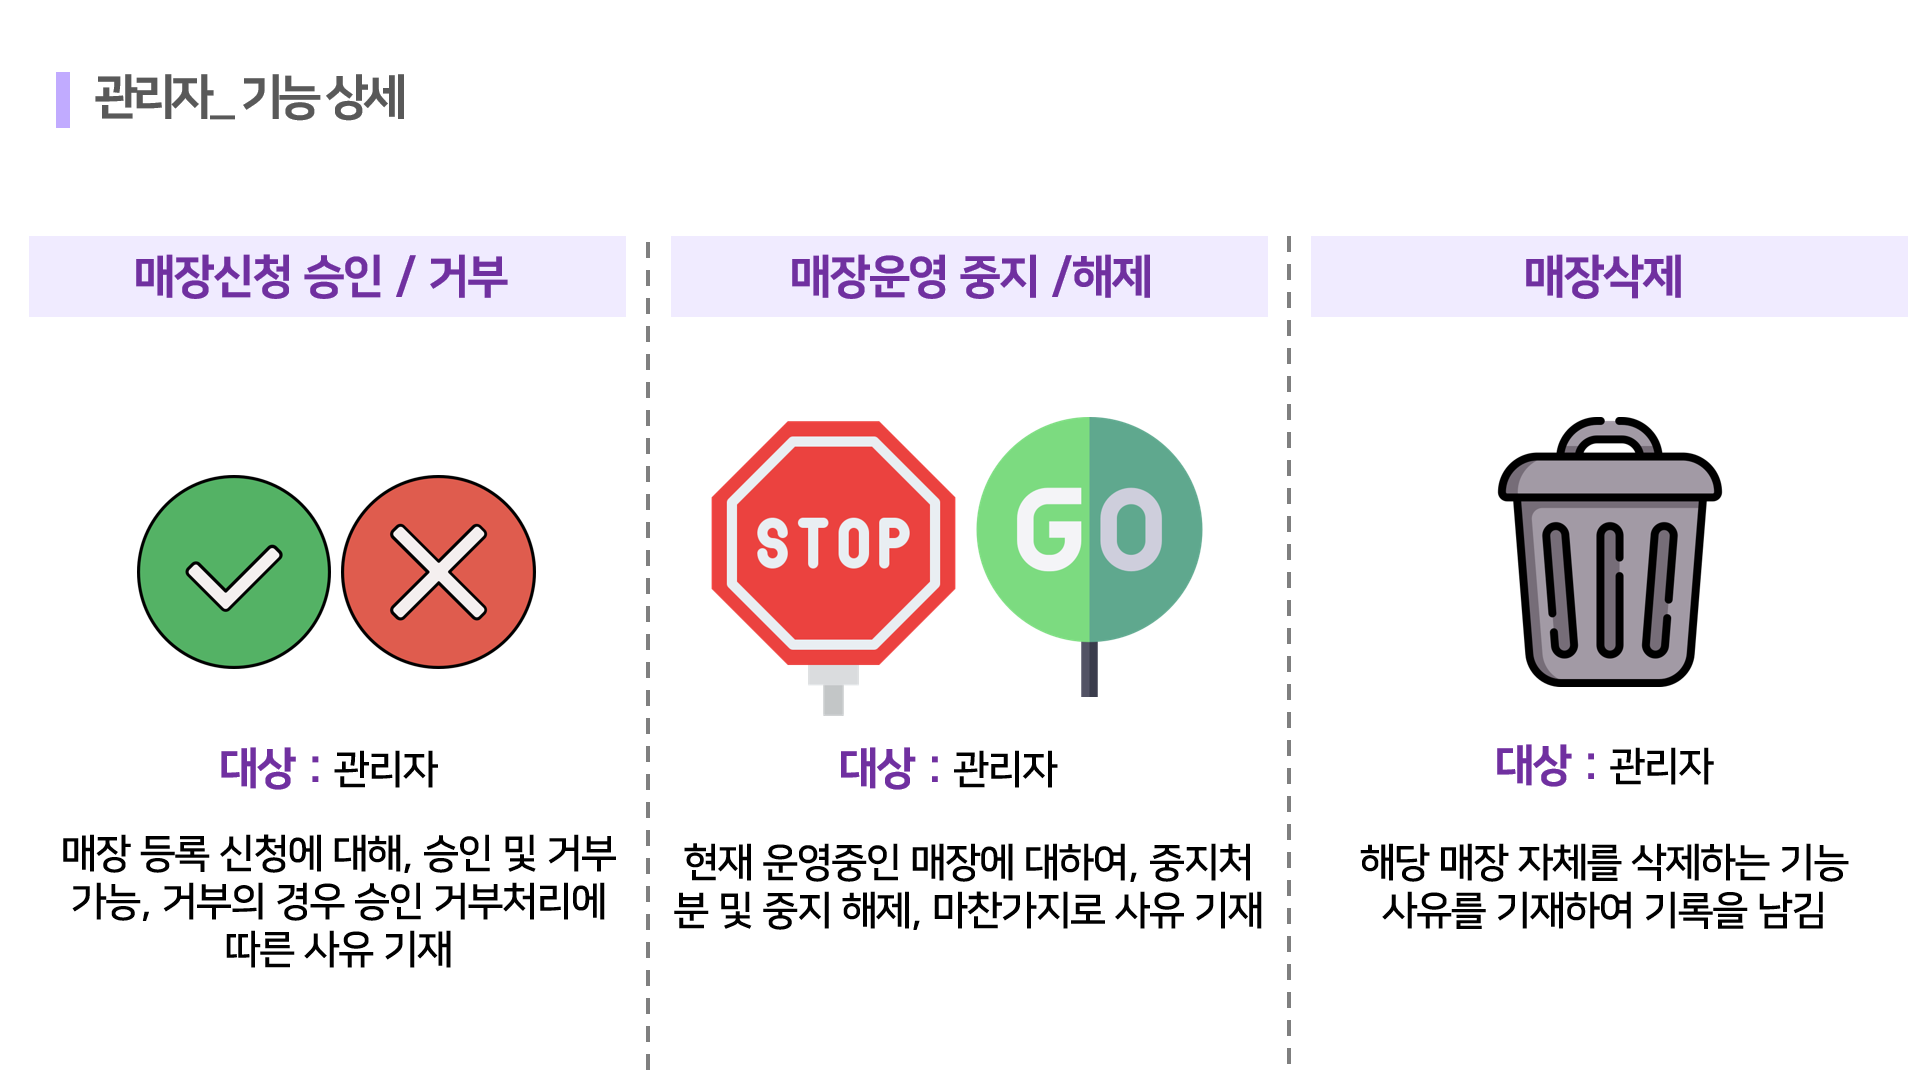 관리자_ 기능 상세
매장신청 승인 / 거부
대상 : 관리자
매장 등록 신청에 대해, 승인 및 거부
가능, 거부의 경우 승인 거부처리에
따른 사유 기재
매장운영 중지 /해제
STOP
GO
대상 : 관리자
현재 운영중인 매장에 대하여, 중지처
분 및 중지 해제, 마찬가지로 사유 기재
매장삭제
대상 : 관리자
해당 매장 자체를 삭제하는 기능
사유를 기재하여 기록을 남김